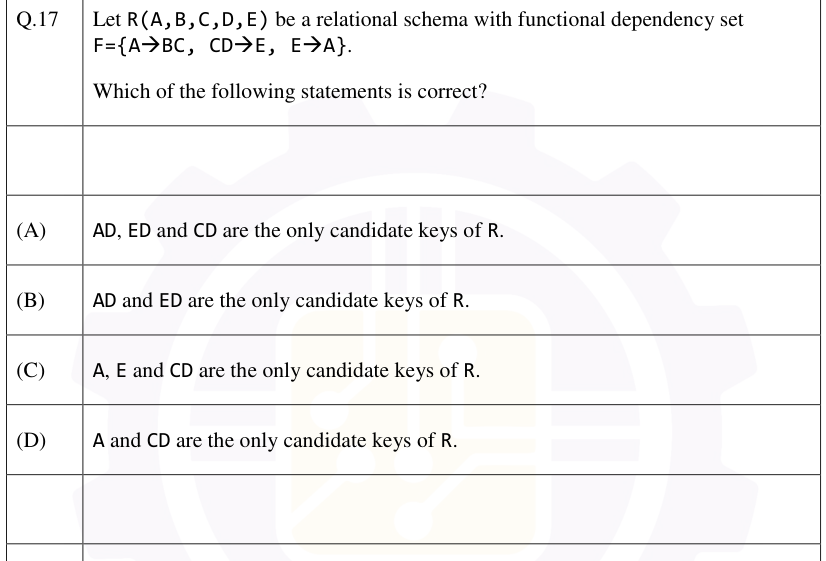 Q.17 Let R(A,B,C,D,E) be a relational schema with functional dependency set
F={A→BC, CD→E, E→A}.
Which of the following statements is correct?
(A) AD, ED and CD are the only candidate keys of R.
(B) AD and ED are the only candidate keys of R.
(C) A, E and CD are the only candidate keys of R.
(D) A and CD are the only candidate keys of R.